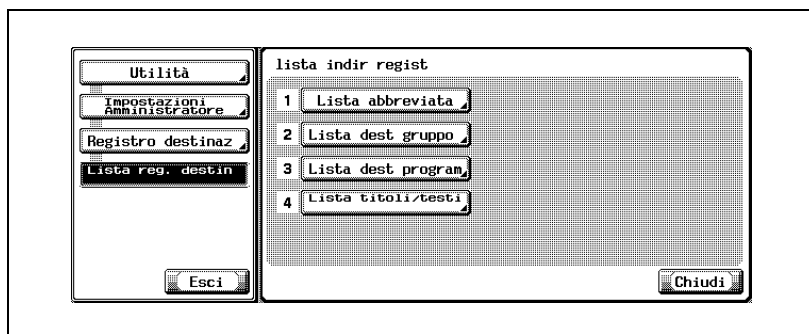 Utilità
Impostazioni
Amministratore
Registro destinaz
Lista reg. destin
Esci
lista indir regist
1 Lista abbreviata
2 Lista dest gruppo
3 Lista dest program
4 Lista titoli/testi
Chiudi